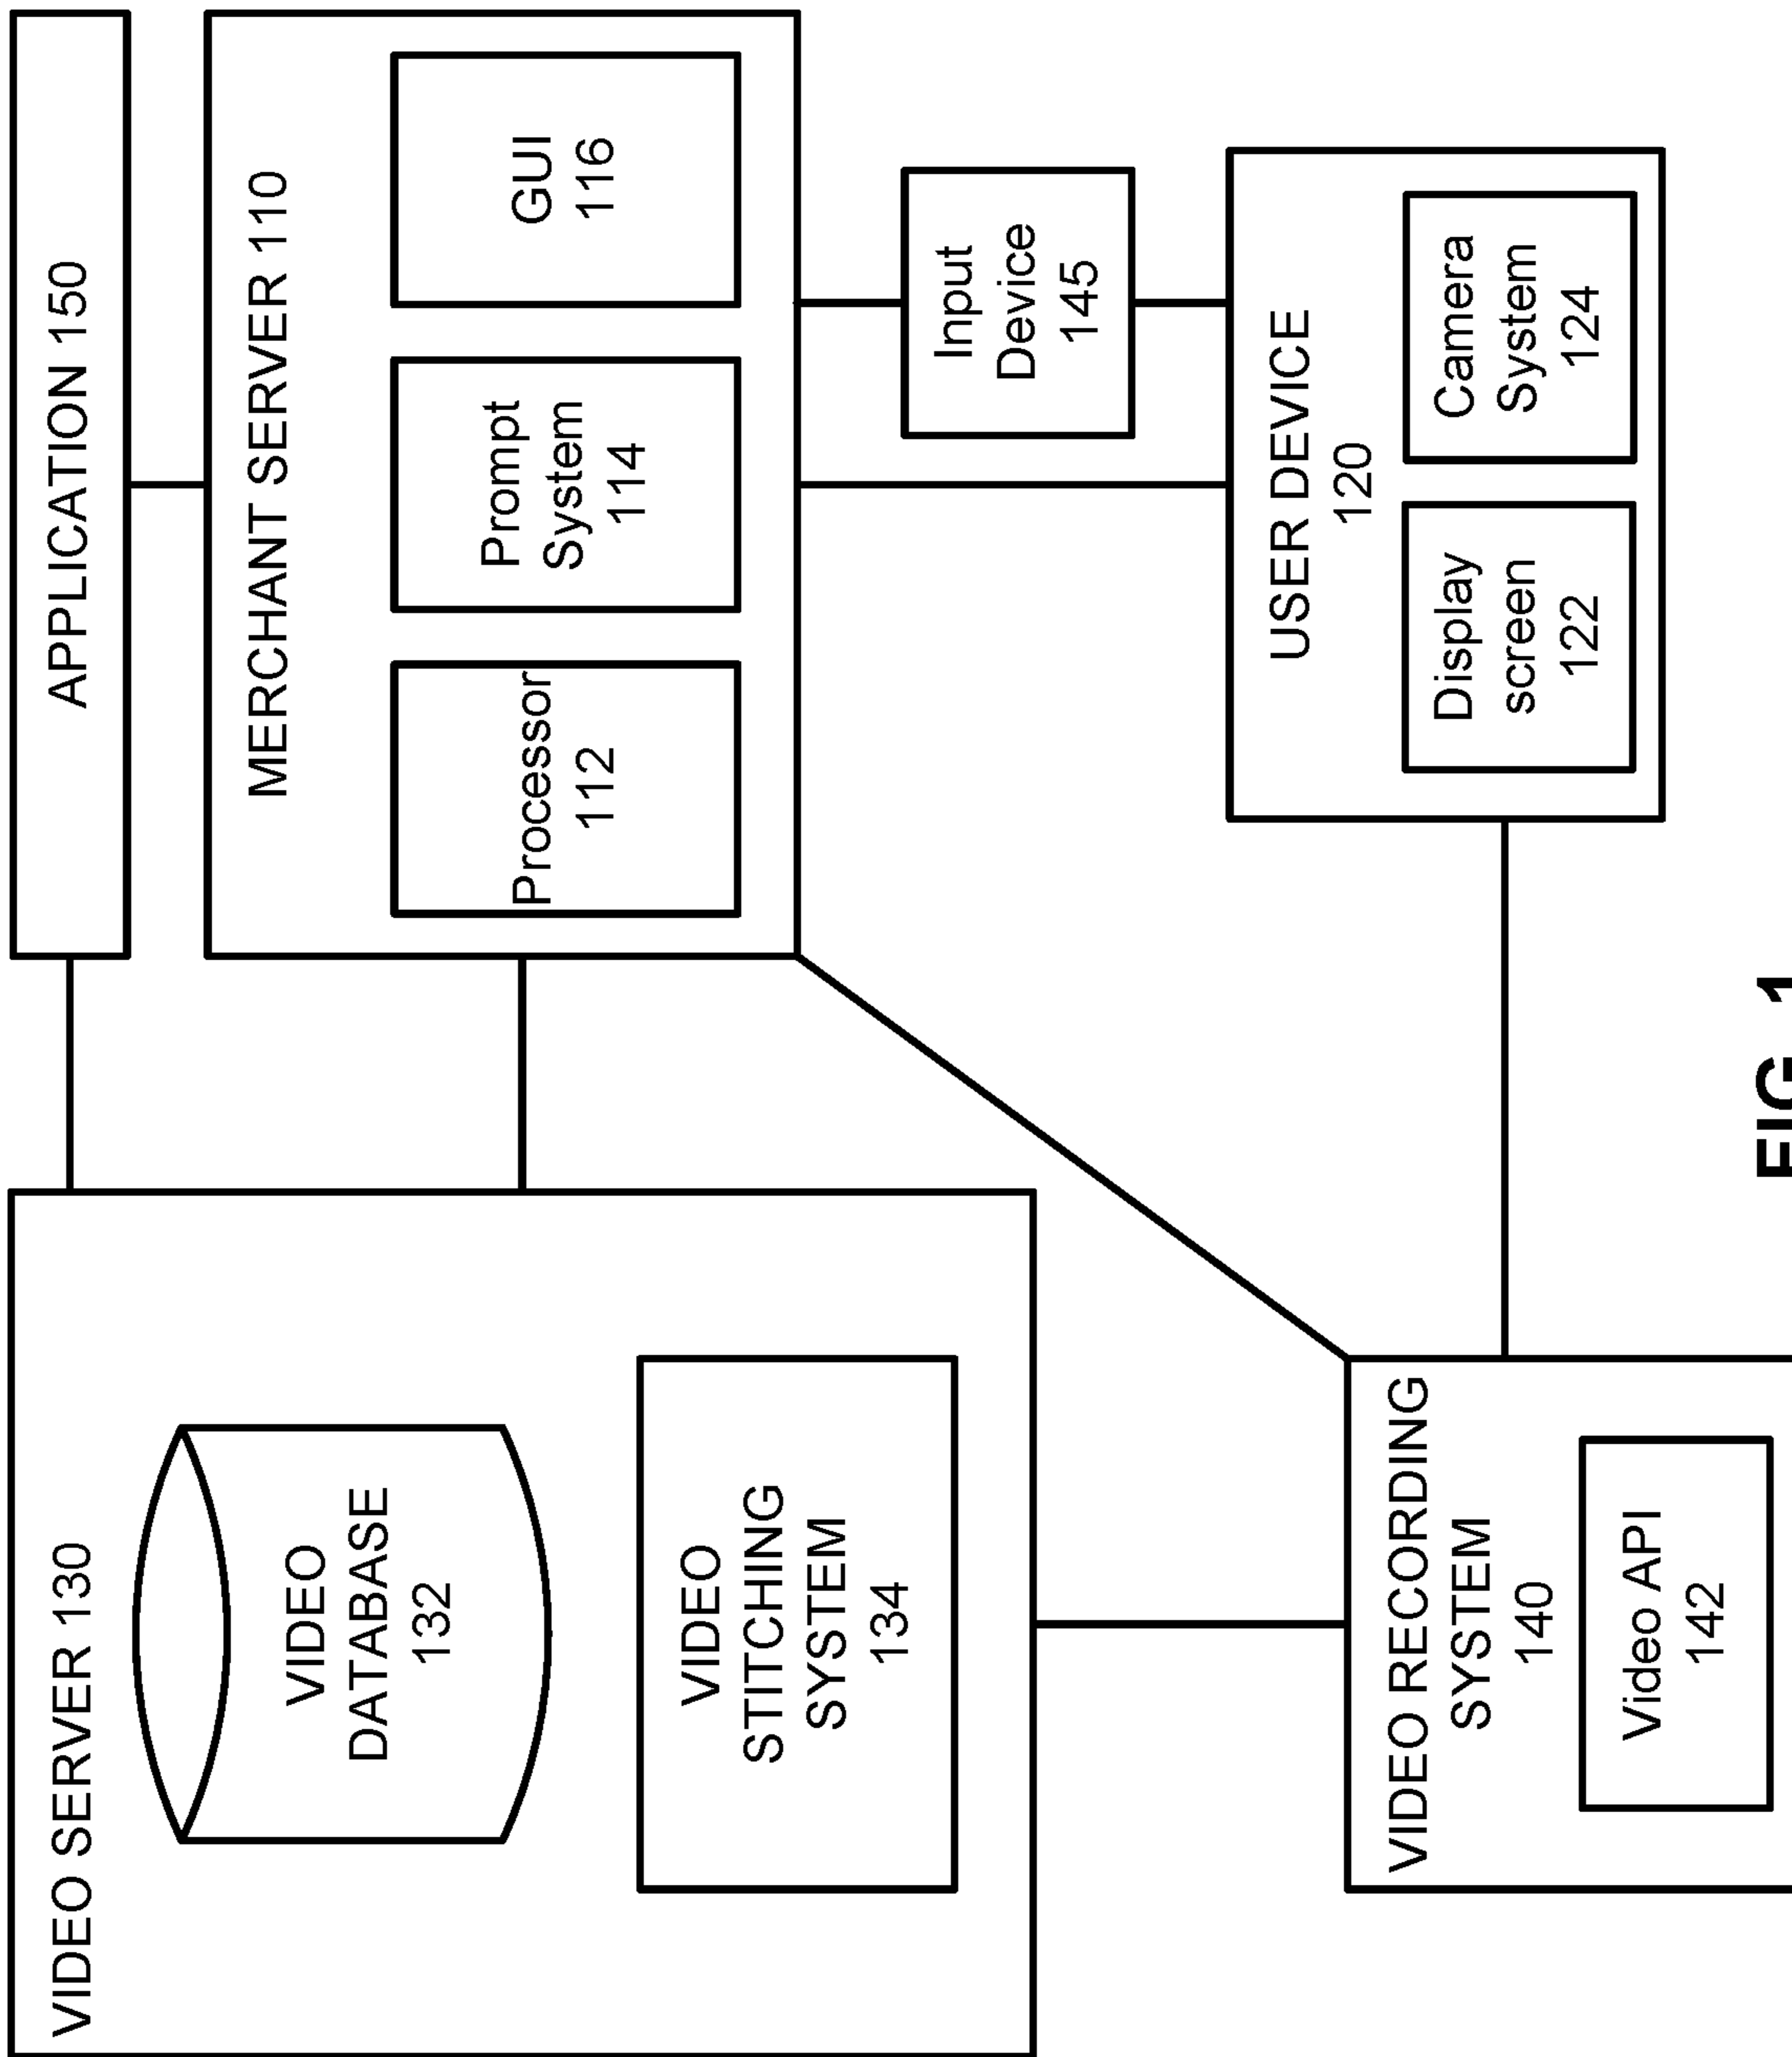 VIDEO SERVER 130
VIDEO
DATABASE
132
VIDEO
STITCHING
SYSTEM
134
APPLICATION 150
MERCHANT SERVER 110
Processor
112
Prompt
System
114
GUI
116
Input
Device
145
VIDEO RECORDING
SYSTEM
140
Video API
142
USER DEVICE
120
Display
screen
122
Camera
System
124
FIG. 1